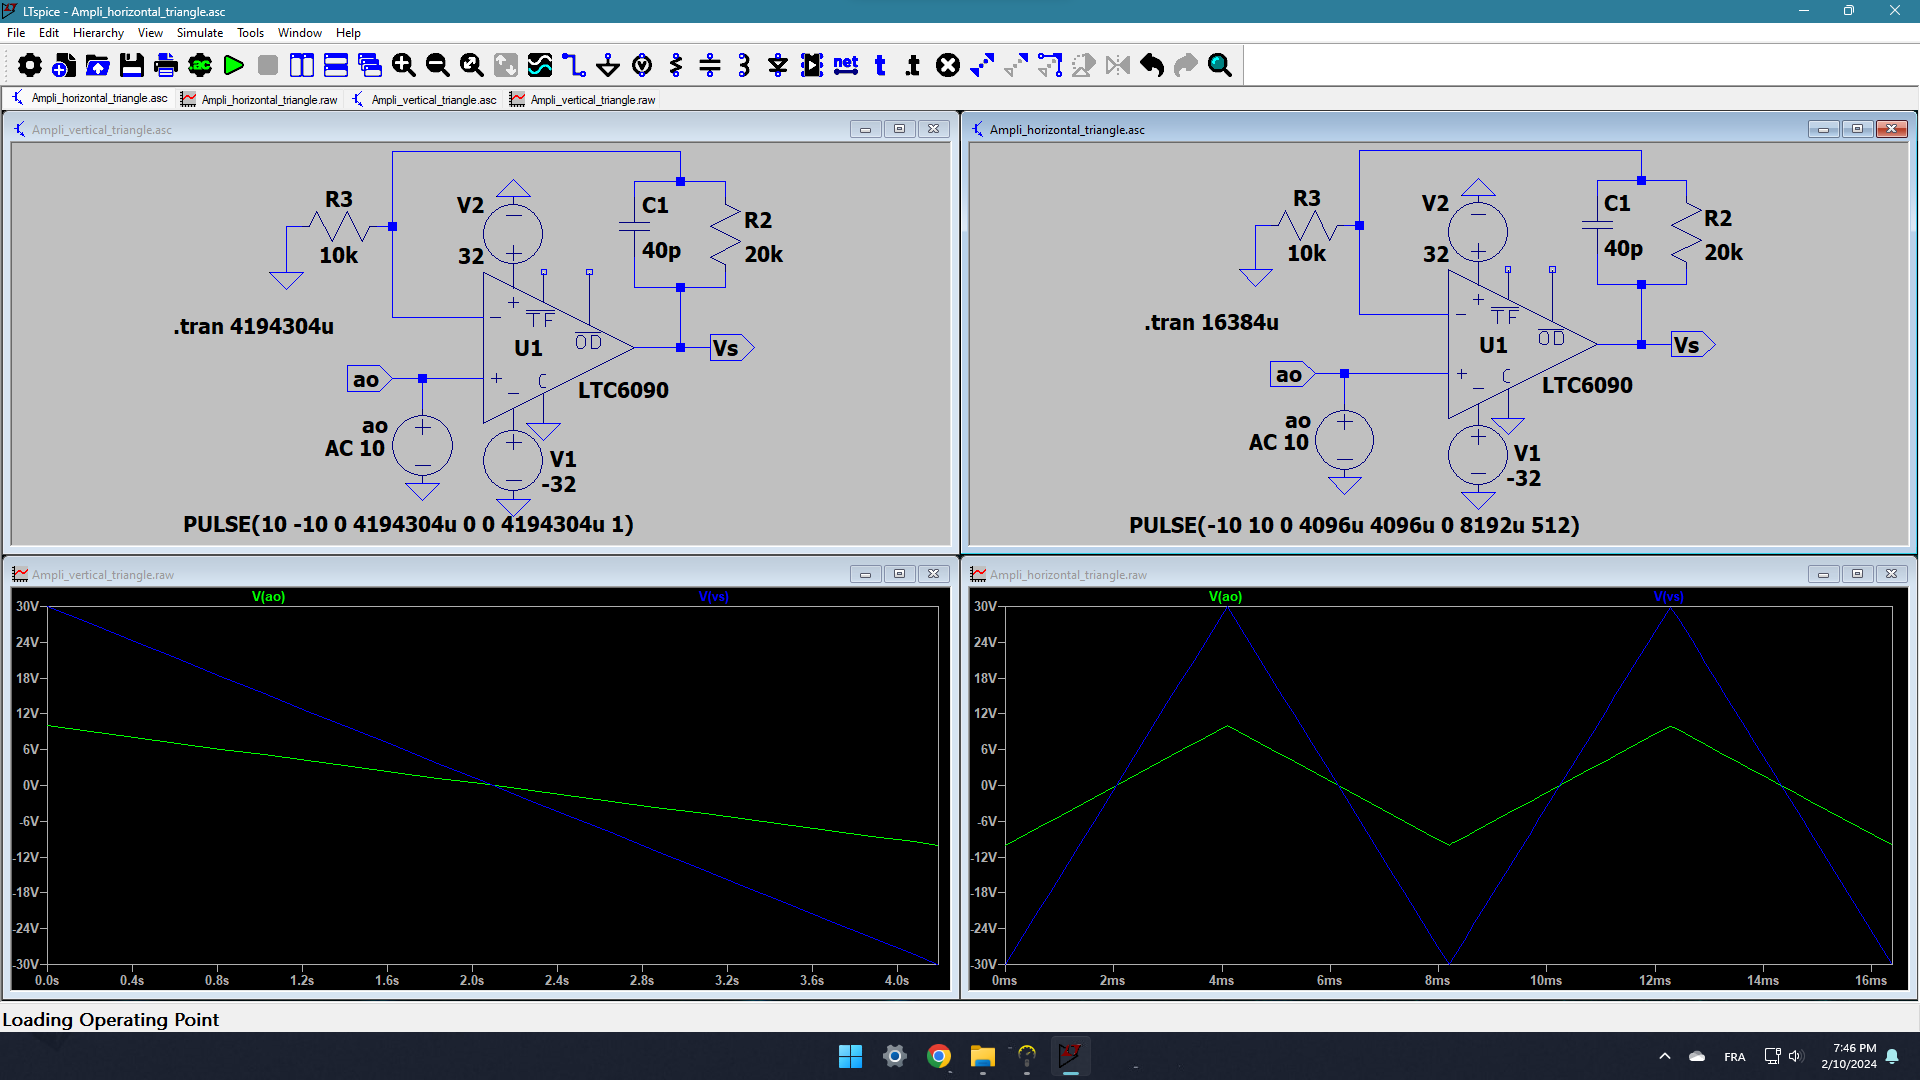 LTspice - Ampli_horizontal_triangle.asc
File Edit Hierarchy View Simulate Tools Window Help
.ac net t .t
Ampli_horizontal_triangle.asc Ampli_horizontal_triangle.raw Ampli_vertical_triangle.asc Ampli_vertical_triangle.raw
Ampli_vertical_triangle.asc
R3
10k
V2
32
C1
40p
R2
20k
.tran 4194304u
TF
OD
U1
C
Vs
ao
LTC6090
ao
AC 10
V1
-32
PULSE(10 -10 0 4194304u 0 0 4194304u 1)
Ampli_horizontal_triangle.asc
R3
10k
V2
32
C1
40p
R2
20k
.tran 16384u
TF
OD
U1
C
Vs
ao
LTC6090
ao
AC 10
V1
-32
PULSE(-10 10 0 4096u 4096u 0 8192u 512)
Ampli_vertical_triangle.raw
V(ao) V(vs)
30V
24V
18V
12V
6V
0V
-6V
-12V
-18V
-24V
-30V
0.0s 0.4s 0.8s 1.2s 1.6s 2.0s 2.4s 2.8s 3.2s 3.6s 4.0s
Ampli_horizontal_triangle.raw
V(ao) V(vs)
30V
24V
18V
12V
6V
0V
-6V
-12V
-18V
-24V
-30V
0ms 2ms 4ms 6ms 8ms 10ms 12ms 14ms 16ms
Loading Operating Point
FRA
7:46 PM
2/10/2024